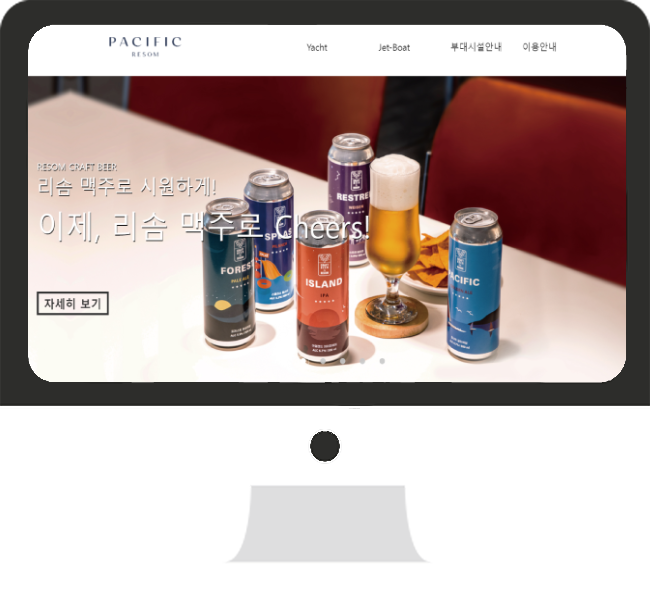 PACIFIC
RESOM
Yacht Jet-Boat 부대시설안내 이용안내
RESOM CRAFT BEER
리솜 맥주로 시원하게!
이제, 리솜 맥주로 Cheers!
자세히 보기
RESTREE
SPLAS
FOREST
ISLAND
IPA
PACIFIC